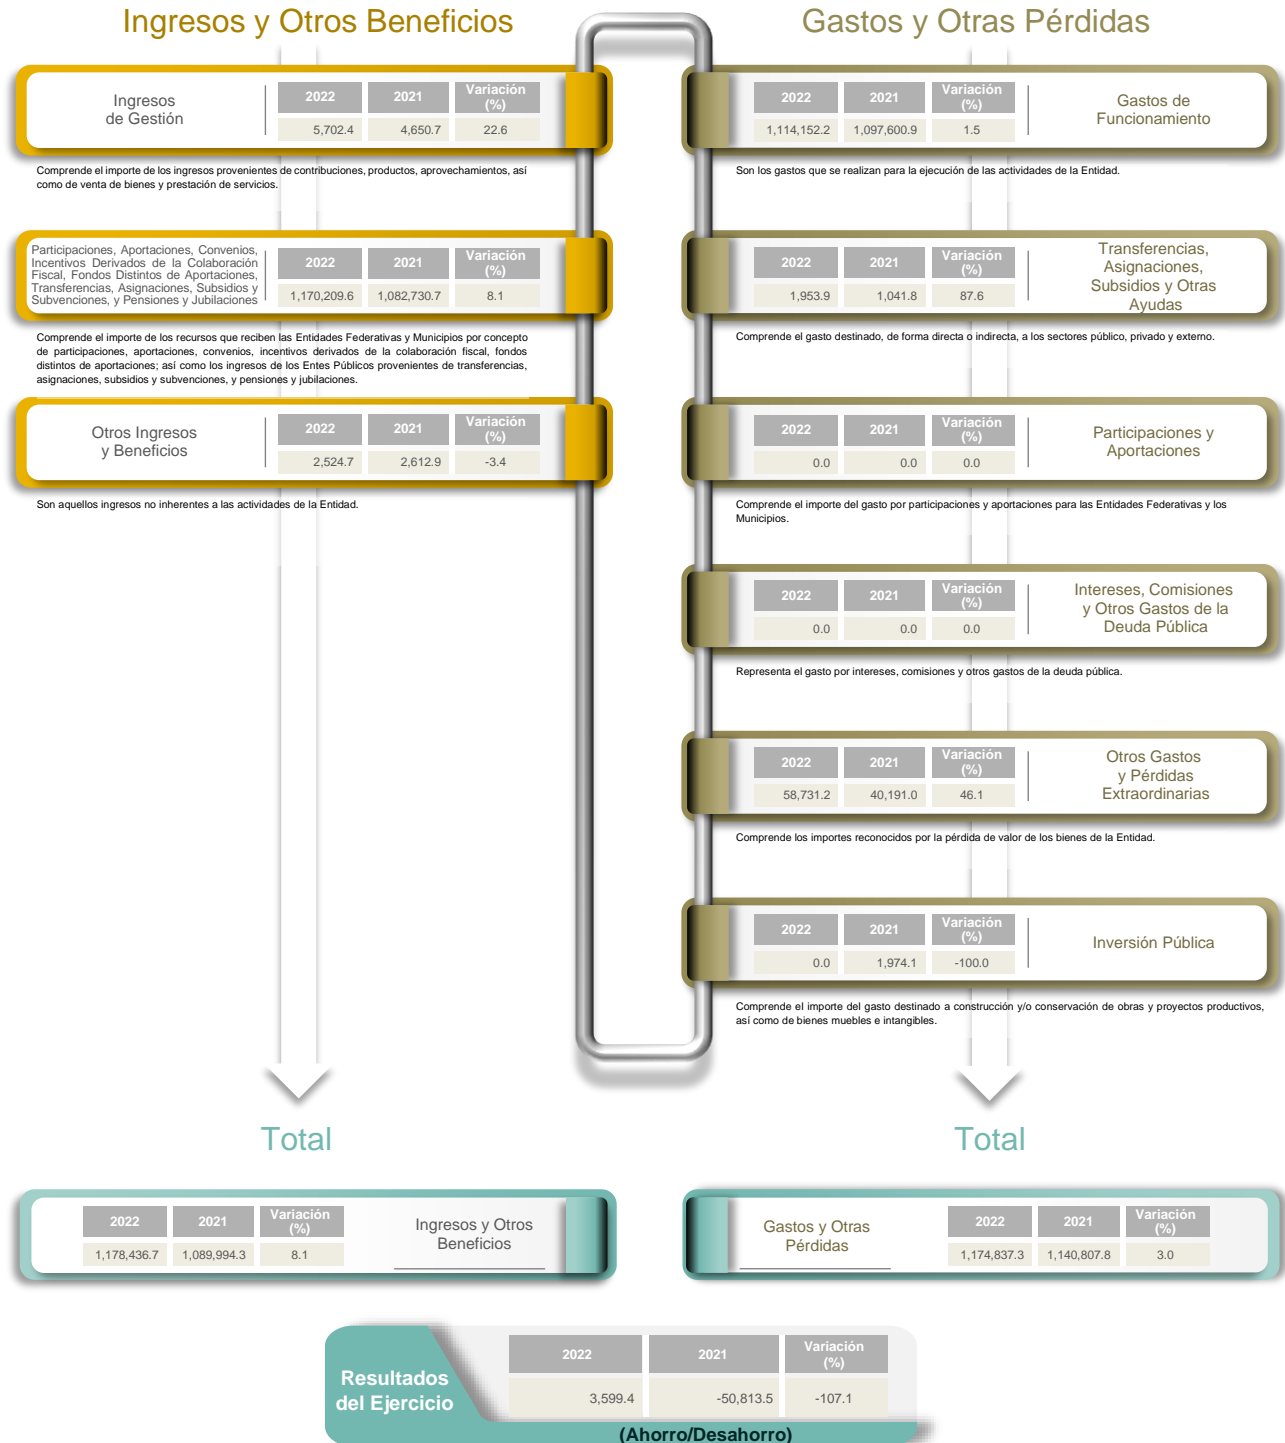 Ingresos y Otros Beneficios
Ingresos
de Gestión
2022 2021 Variación (%)
5,702.4 4,650.7 22.6
Comprende el importe de los ingresos provenientes de contribuciones, productos, aprovechamientos, así
como de venta de bienes y prestación de servicios.
Participaciones, Aportaciones, Convenios,
Incentivos Derivados de la Colaboración
Fiscal, Fondos Distintos de Aportaciones,
Transferencias, Asignaciones, Subsidios y
Subvenciones, y Pensiones y Jubilaciones
2022 2021 Variación (%)
1,170,209.6 1,082,730.7 8.1
Comprende el importe de los recursos que reciben las Entidades Federativas y Municipios por concepto
de participaciones, aportaciones, convenios, incentivos derivados de la colaboración fiscal, fondos
distintos de aportaciones; así como los ingresos de los Entes Públicos provenientes de transferencias,
asignaciones, subsidios y subvenciones, y pensiones y jubilaciones.
Otros Ingresos
y Beneficios
2022 2021 Variación (%)
2,524.7 2,612.9 -3.4
Son aquellos ingresos no inherentes a las actividades de la Entidad.
Gastos y Otras Pérdidas
2022 2021 Variación (%)
1,114,152.2 1,097,600.9 1.5
Gastos de
Funcionamiento
Son los gastos que se realizan para la ejecución de las actividades de la Entidad.
2022 2021 Variación (%)
1,953.9 1,041.8 87.6
Transferencias,
Asignaciones,
Subsidios y Otras
Ayudas
Comprende el gasto destinado, de forma directa o indirecta, a los sectores público, privado y externo.
2022 2021 Variación (%)
0.0 0.0 0.0
Participaciones y
Aportaciones
Comprende el importe del gasto por participaciones y aportaciones para las Entidades Federativas y los
Municipios.
2022 2021 Variación (%)
0.0 0.0 0.0
Intereses, Comisiones
y Otros Gastos de la
Deuda Pública
Representa el gasto por intereses, comisiones y otros gastos de la deuda pública.
2022 2021 Variación (%)
58,731.2 40,191.0 46.1
Otros Gastos
y Pérdidas
Extraordinarias
Comprende los importes reconocidos por la pérdida de valor de los bienes de la Entidad.
2022 2021 Variación (%)
0.0 1,974.1 -100.0
Inversión Pública
Comprende el importe del gasto destinado a construcción y/o conservación de obras y proyectos productivos,
así como de bienes muebles e intangibles.
Total
2022 2021 Variación (%)
1,178,436.7 1,089,994.3 8.1
Ingresos y Otros
Beneficios
Total
Gastos y Otras
Pérdidas
2022 2021 Variación (%)
1,174,837.3 1,140,807.8 3.0
Resultados
del Ejercicio
2022 2021 Variación (%)
3,599.4 -50,813.5 -107.1
(Ahorro/Desahorro)